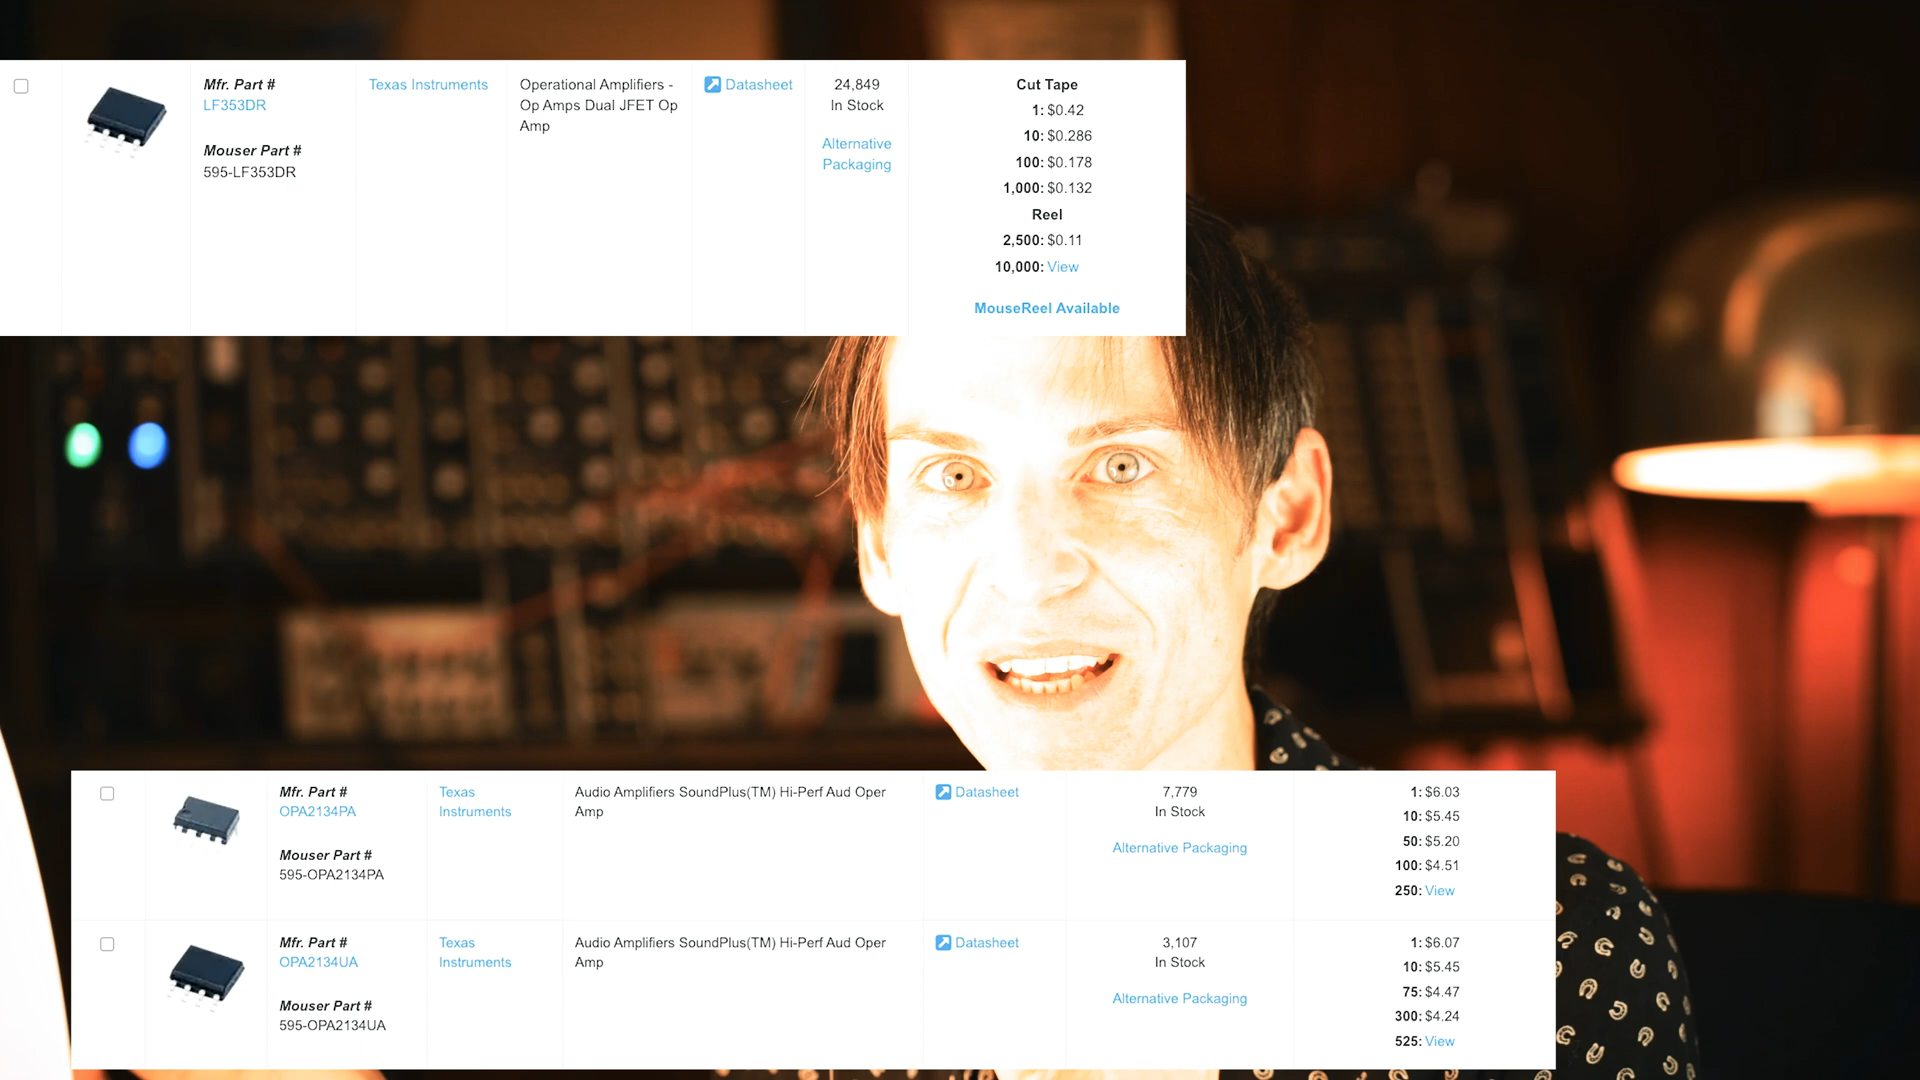 Mfr. Part #
LF353DR
Mouser Part #
595-LF353DR
Texas Instruments
Operational Amplifiers -
Op Amps Dual JFET Op
Amp
Datasheet
24,849
In Stock
Alternative
Packaging
Cut Tape
1: $0.42
10: $0.286
100: $0.178
1,000: $0.132
Reel
2,500: $0.11
10,000: View
MouseReel Available
Mfr. Part #
OPA2134PA
Mouser Part #
595-OPA2134PA
Texas
Instruments
Audio Amplifiers SoundPlus(TM) Hi-Perf Aud Oper
Amp
Datasheet
7,779
In Stock
Alternative Packaging
1: $6.03
10: $5.45
50: $5.20
100: $4.51
250: View
Mfr. Part #
OPA2134UA
Mouser Part #
595-OPA2134UA
Texas
Instruments
Audio Amplifiers SoundPlus(TM) Hi-Perf Aud Oper
Amp
Datasheet
3,107
In Stock
Alternative Packaging
1: $6.07
10: $5.45
75: $4.47
300: $4.24
525: View